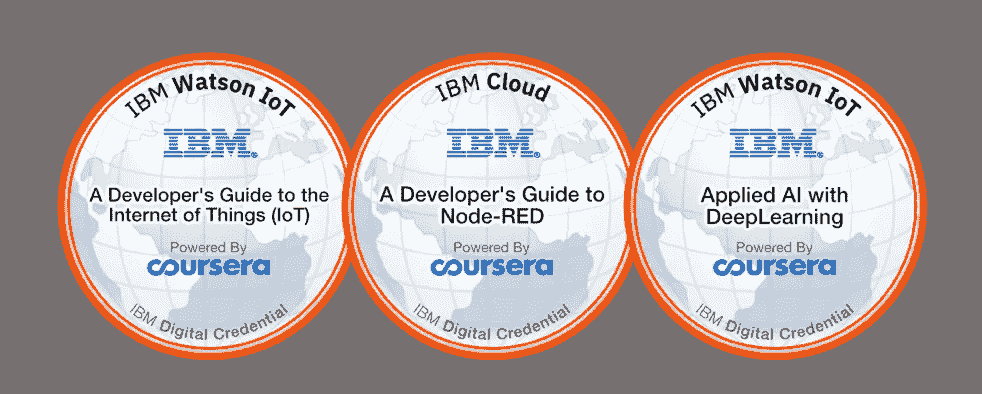 IBM Watson IoT
IBM®
A Developer's Guide to the
Internet of Things (IoT)
Powered By
coursera
IBM Digital Credential
IBM Cloud
IBM®
A Developer's Guide to
Node-RED
Powered By
coursera
IBM Digital Credential
IBM Watson IoT
IBM®
Applied AI with
DeepLearning
Powered By
coursera
IBM Digital Credential